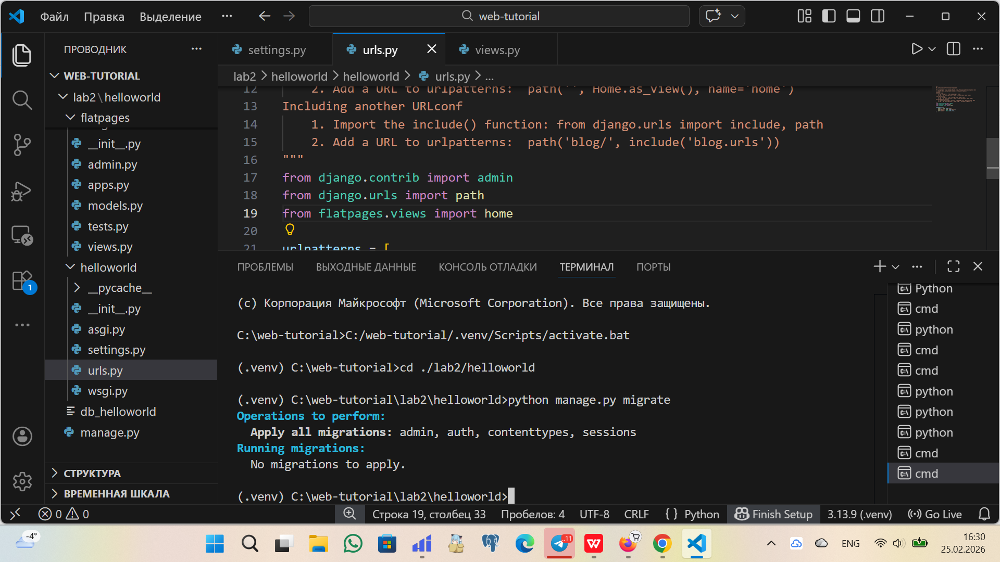 Файл Правка Выделение ··· web-tutorial
ПРОВОДНИК ···
WEB-TUTORIAL
lab2\helloworld
flatpages
__init__.py
admin.py
apps.py
models.py
tests.py
views.py
helloworld
__pycache__
__init__.py
asgi.py
settings.py
urls.py
wsgi.py
db_helloworld
manage.py
СТРУКТУРА
ВРЕМЕННАЯ ШКАЛА
1
settings.py urls.py views.py
lab2 > helloworld > helloworld > urls.py > ...
12 2. Add a URL to urlpatterns:  path('', Home.as_view(), name='home')
13 Including another URLconf
14 1. Import the include() function: from django.urls import include, path
15 2. Add a URL to urlpatterns:  path('blog/', include('blog.urls'))
16 """
17 from django.contrib import admin
18 from django.urls import path
19 from flatpages.views import home
20
21 urlpatterns = [
ПРОБЛЕМЫ ВЫХОДНЫЕ ДАННЫЕ КОНСОЛЬ ОТЛАДКИ ТЕРМИНАЛ ПОРТЫ
(c) Корпорация Майкрософт (Microsoft Corporation). Все права защищены.
C:\web-tutorial>C:/web-tutorial/.venv/Scripts/activate.bat
(.venv) C:\web-tutorial>cd ./lab2/helloworld
(.venv) C:\web-tutorial\lab2\helloworld>python manage.py migrate
Operations to perform:
Apply all migrations: admin, auth, contenttypes, sessions
Running migrations:
No migrations to apply.
(.venv) C:\web-tutorial\lab2\helloworld>
Python
cmd
python
cmd
cmd
python
python
python
cmd
cmd
0 0 Строка 19, столбец 33 Пробелов: 4 UTF-8 CRLF {} Python Finish Setup 3.13.9 (.venv) Go Live
-4°
..11
ENG
16:30
25.02.2026